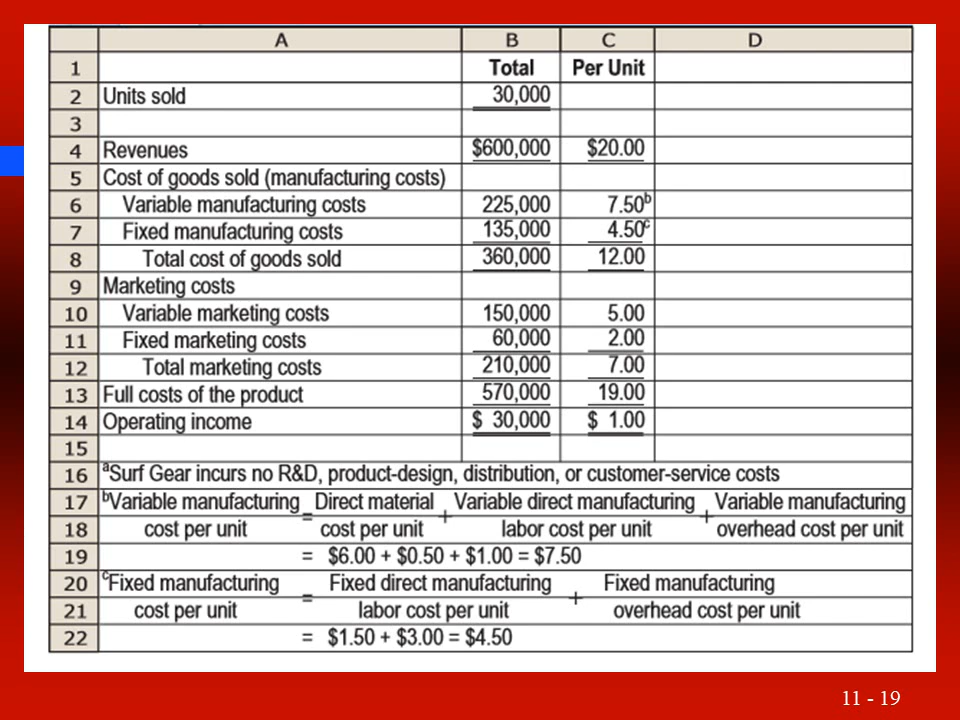 A B C D
1 Total Per Unit
2 Units sold 30,000
3
4 Revenues $600,000 $20.00
5 Cost of goods sold (manufacturing costs)
6 Variable manufacturing costs 225,000 7.50b
7 Fixed manufacturing costs 135,000 4.50c
8 Total cost of goods sold 360,000 12.00
9 Marketing costs
10 Variable marketing costs 150,000 5.00
11 Fixed marketing costs 60,000 2.00
12 Total marketing costs 210,000 7.00
13 Full costs of the product 570,000 19.00
14 Operating income $ 30,000 $ 1.00
15
16 aSurf Gear incurs no R&D, product-design, distribution, or customer-service costs
17 bVariable manufacturing = Direct material + Variable direct manufacturing + Variable manufacturing
18 cost per unit cost per unit labor cost per unit overhead cost per unit
19 = $6.00 + $0.50 + $1.00 = $7.50
20 cFixed manufacturing = Fixed direct manufacturing + Fixed manufacturing
21 cost per unit labor cost per unit overhead cost per unit
22 = $1.50 + $3.00 = $4.50
11 - 19